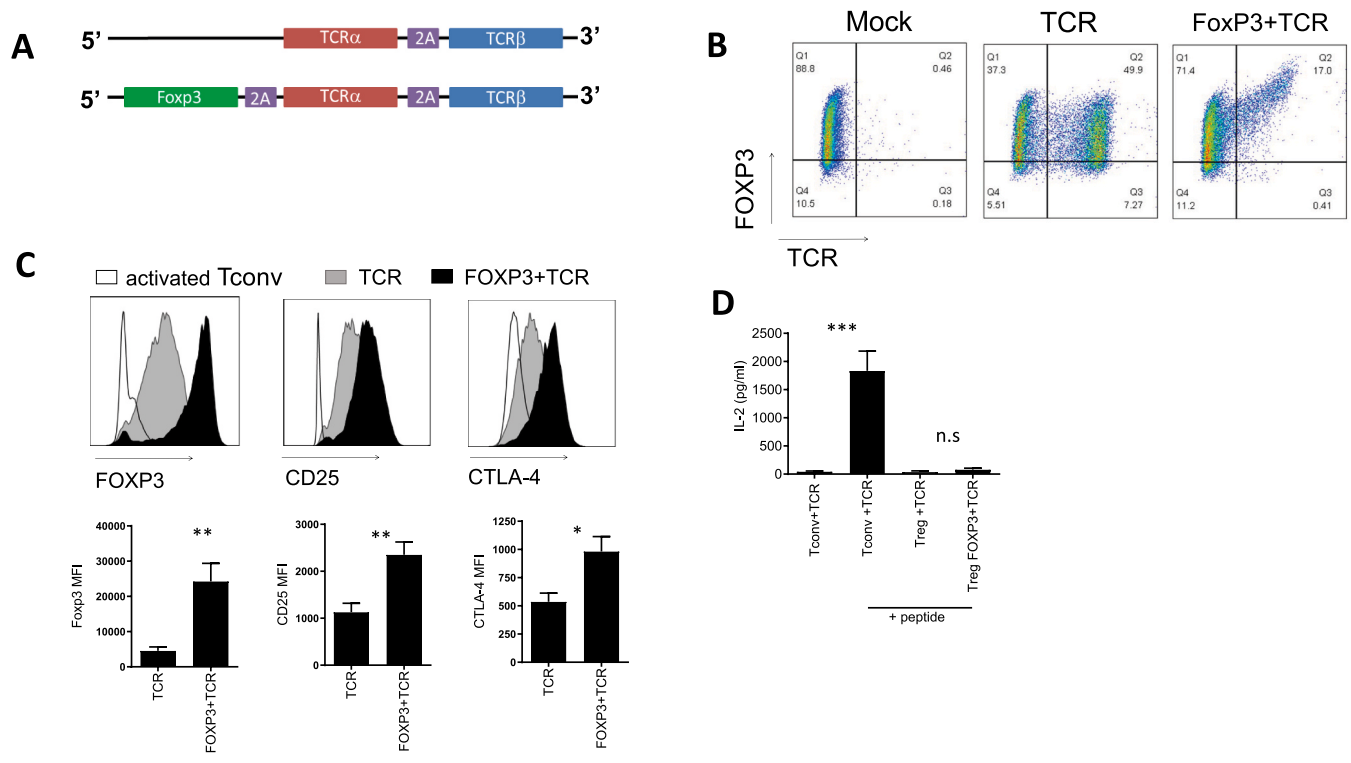 A
5’ TCRα 2A TCRβ 3’
5’ Foxp3 2A TCRα 2A TCRβ 3’
B
Mock TCR FoxP3+TCR
Q1 88.8 Q2 0.46
Q4 10.5 Q3 0.18
Q1 37.3 Q2 49.9
Q4 5.51 Q3 7.27
Q1 71.4 Q2 17.0
Q4 11.2 Q3 0.41
FOXP3
TCR
C
activated Tconv TCR FOXP3+TCR
FOXP3 CD25 CTLA-4
Foxp3 MFI
40000
30000
20000
10000
0
**
TCR
FOXP3+TCR
CD25 MFI
3000
2000
1000
0
**
TCR
FOXP3+TCR
CTLA-4 MFI
1250
1000
750
500
250
0
*
TCR
FOXP3+TCR
D
IL-2 (pg/ml)
2500
2000
1500
1000
500
0
***
n.s
Tconv+TCR
Tconv +TCR
Treg +TCR
Treg FOXP3+TCR
+ peptide